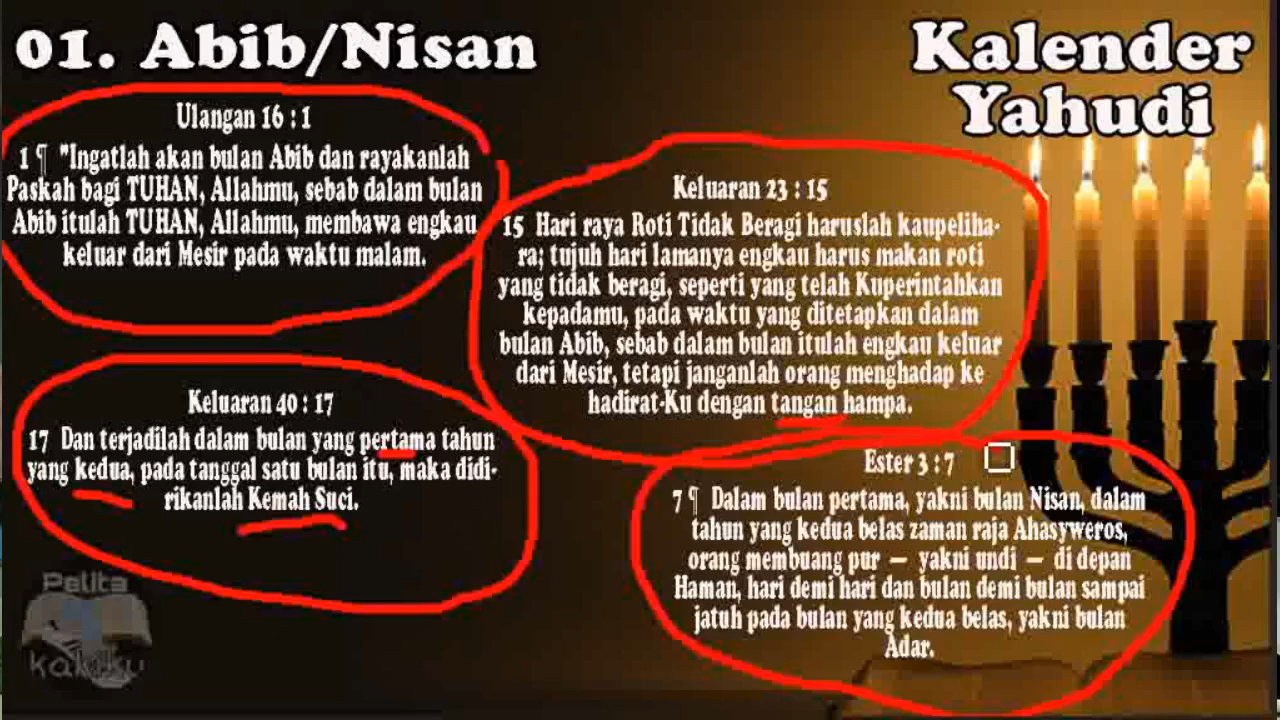 01. Abib/Nisan
Kalender
Yahudi
Ulangan 16 : 1
1 ¶ "Ingatlah akan bulan Abib dan rayakanlah
Paskah bagi TUHAN, Allahmu, sebab dalam bulan
Abib itulah TUHAN, Allahmu, membawa engkau
keluar dari Mesir pada waktu malam.
Keluaran 23 : 15
15 Hari raya Roti Tidak Beragi haruslah kaupeliha-
ra; tujuh hari lamanya engkau harus makan roti
yang tidak beragi, seperti yang telah Kuperintahkan
kepadamu, pada waktu yang ditetapkan dalam
bulan Abib, sebab dalam bulan itulah engkau keluar
dari Mesir, tetapi janganlah orang menghadap ke
hadirat-Ku dengan tangan hampa.
Keluaran 40 : 17
17 Dan terjadilah dalam bulan yang pertama tahun
yang kedua, pada tanggal satu bulan itu, maka didi-
rikanlah Kemah Suci.
Ester 3 : 7
7 ¶ Dalam bulan pertama, yakni bulan Nisan, dalam
tahun yang kedua belas zaman raja Ahasyweros,
orang membuang pur — yakni undi — di depan
Haman, hari demi hari dan bulan demi bulan sampai
jatuh pada bulan yang kedua belas, yakni bulan
Adar.
Pelita
kakiku